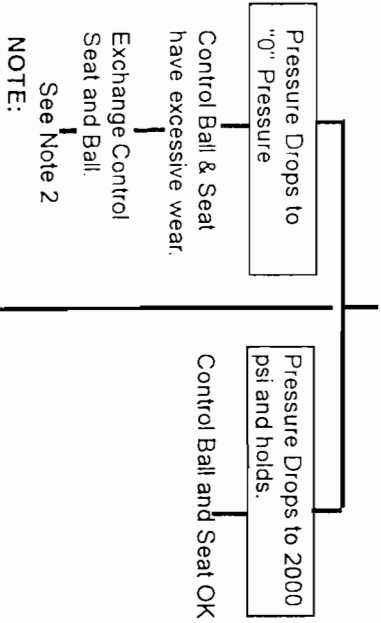 Pressure Drops to
"0" Pressure
Control Ball & Seat
have excessive wear.
Exchange Control
Seat and Ball.
See Note 2
NOTE:
Pressure Drops to 2000
psi and holds.
Control Ball and Seat OK